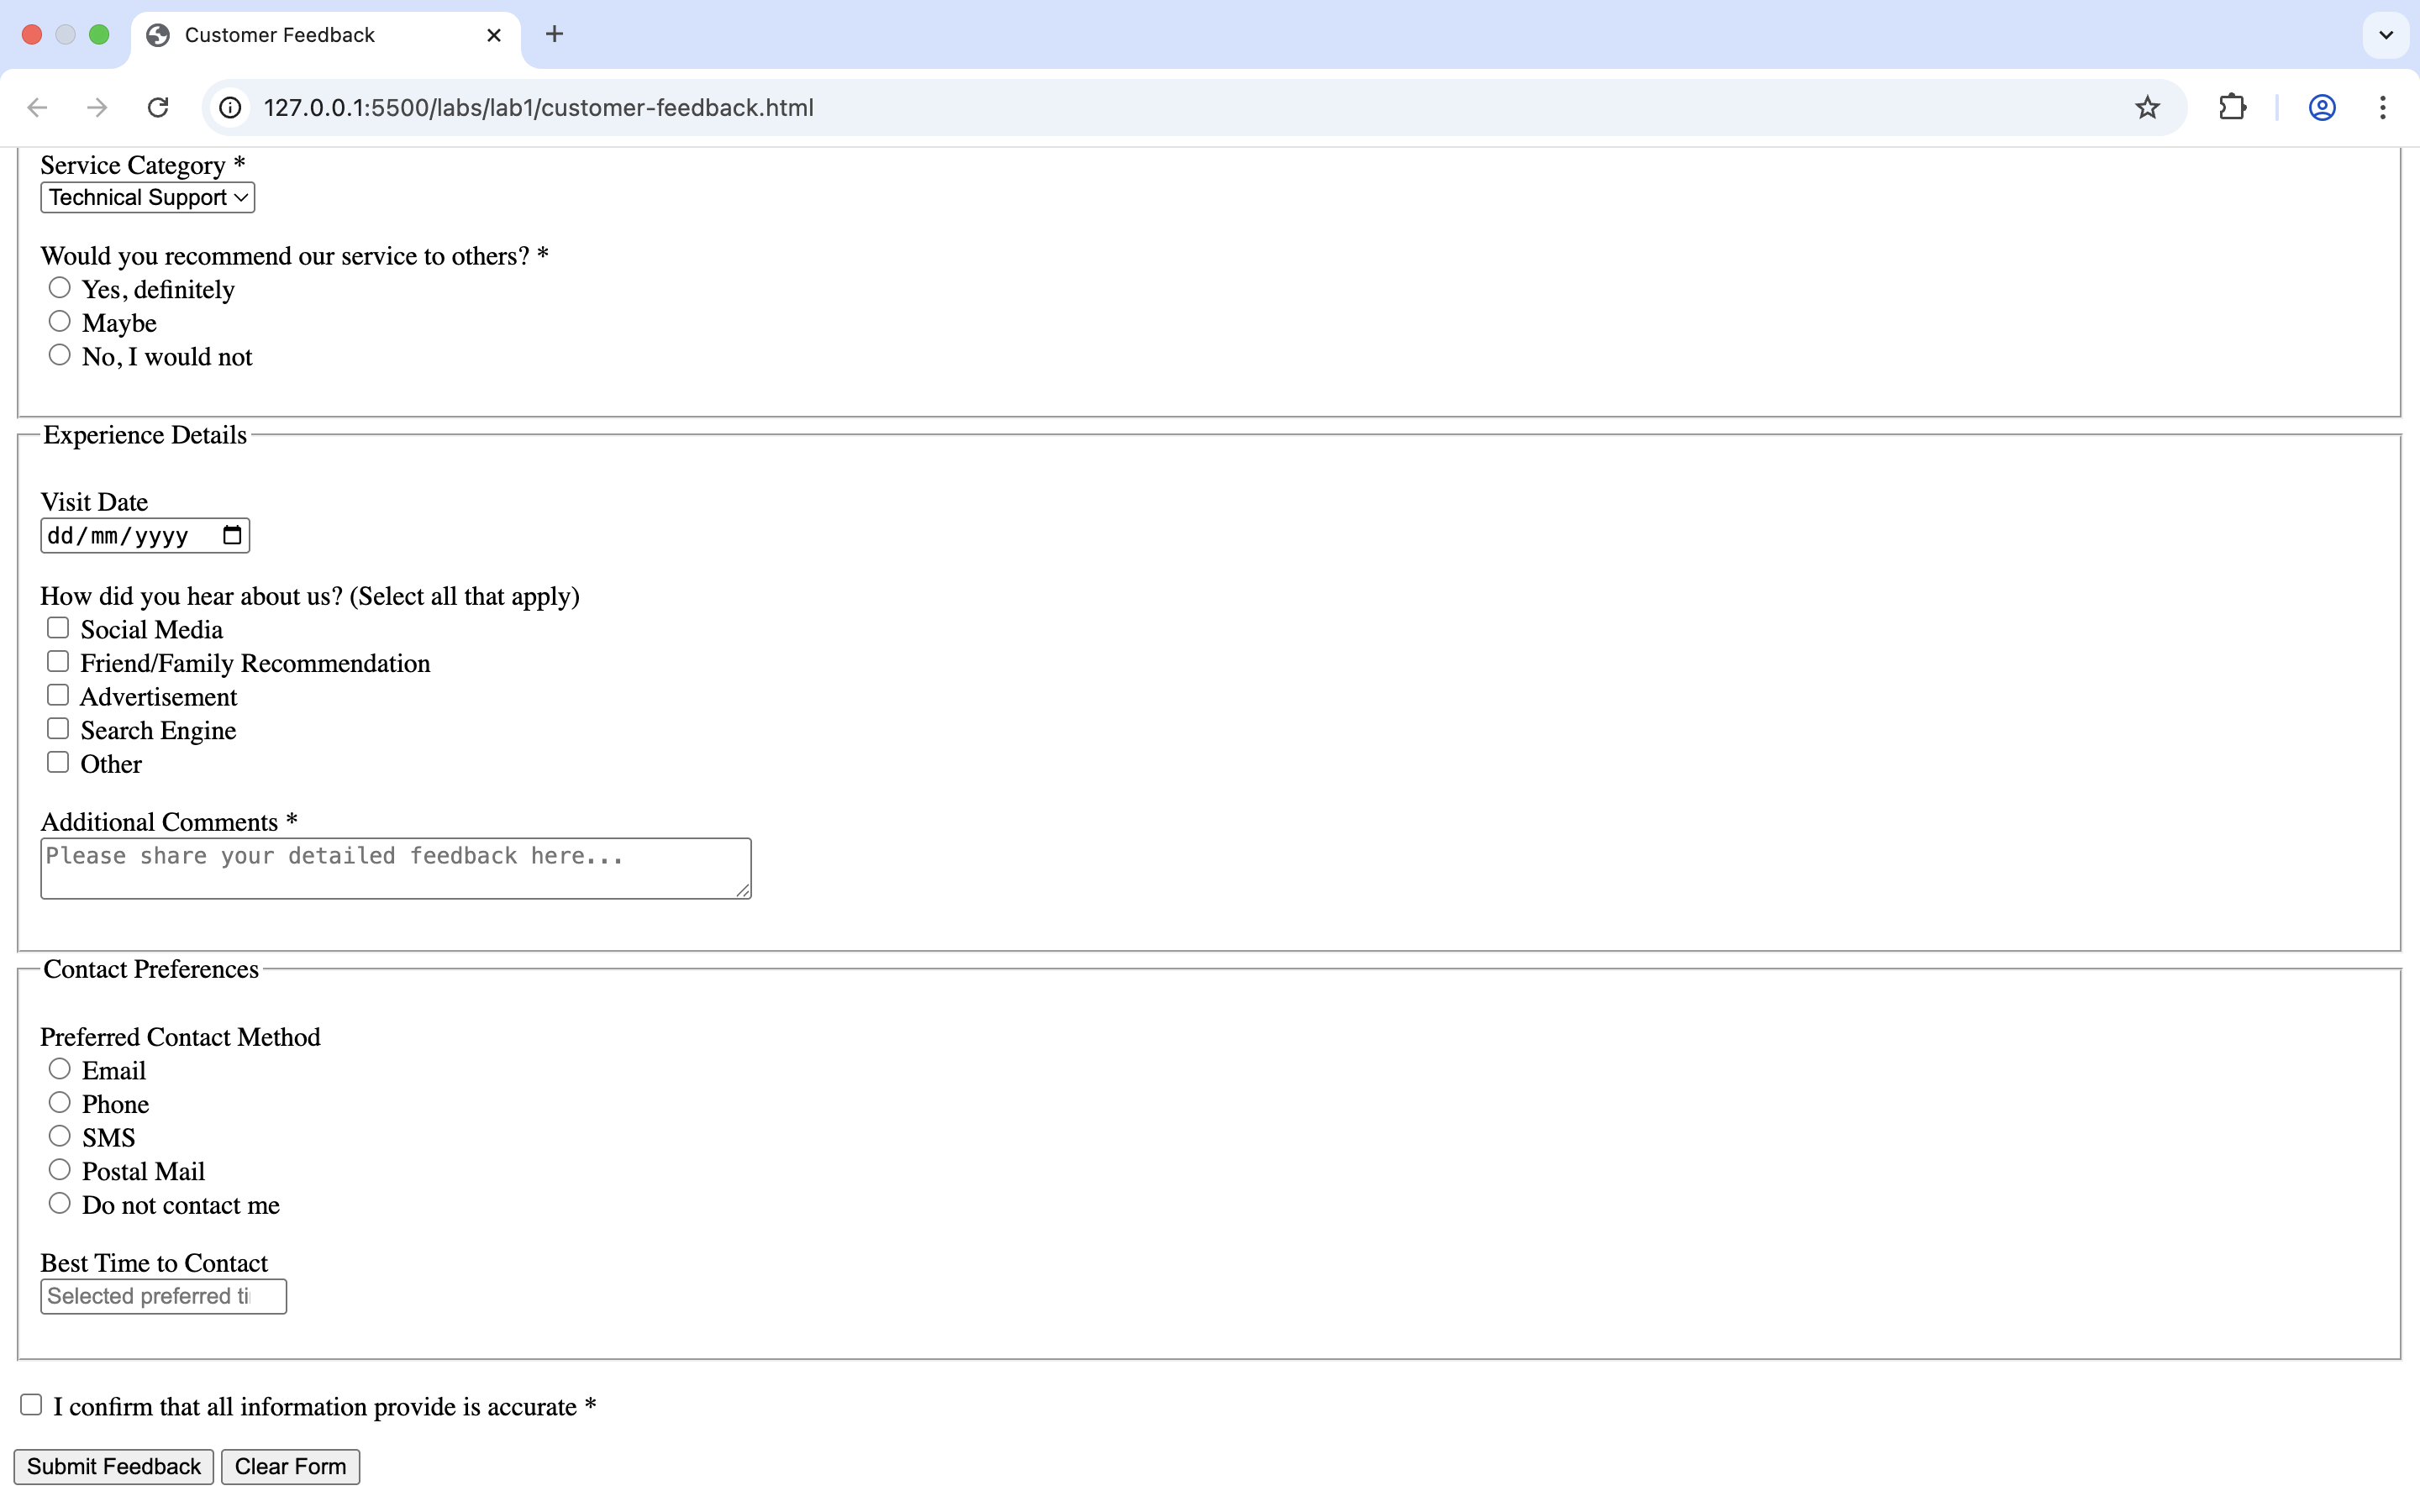 Customer Feedback
127.0.0.1:5500/labs/lab1/customer-feedback.html
Service Category *
Technical Support
Would you recommend our service to others? *
Yes, definitely
Maybe
No, I would not
Experience Details
Visit Date
dd/mm/yyyy
How did you hear about us? (Select all that apply)
Social Media
Friend/Family Recommendation
Advertisement
Search Engine
Other
Additional Comments *
Please share your detailed feedback here...
Contact Preferences
Preferred Contact Method
Email
Phone
SMS
Postal Mail
Do not contact me
Best Time to Contact
Selected preferred ti
I confirm that all information provide is accurate *
Submit Feedback Clear Form